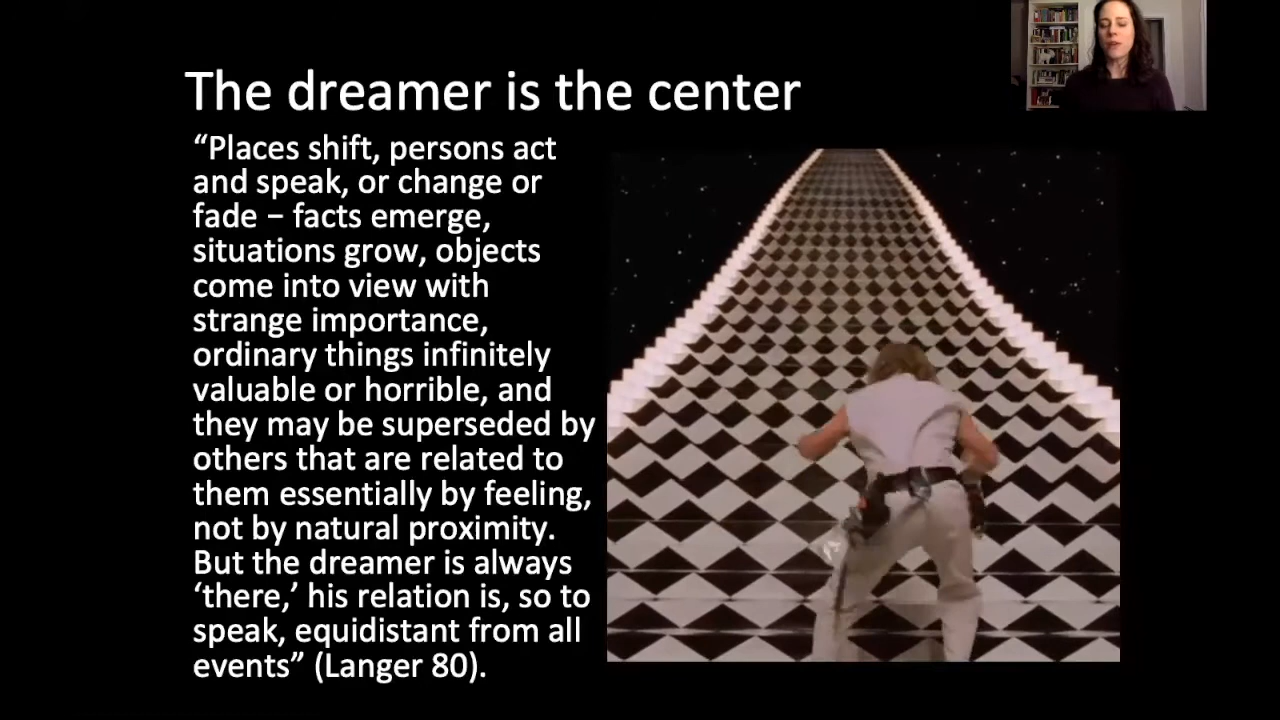 The dreamer is the center
“Places shift, persons act
and speak, or change or
fade – facts emerge,
situations grow, objects
come into view with
strange importance,
ordinary things infinitely
valuable or horrible, and
they may be superseded by
others that are related to
them essentially by feeling,
not by natural proximity.
But the dreamer is always
‘there,’ his relation is, so to
speak, equidistant from all
events” (Langer 80).